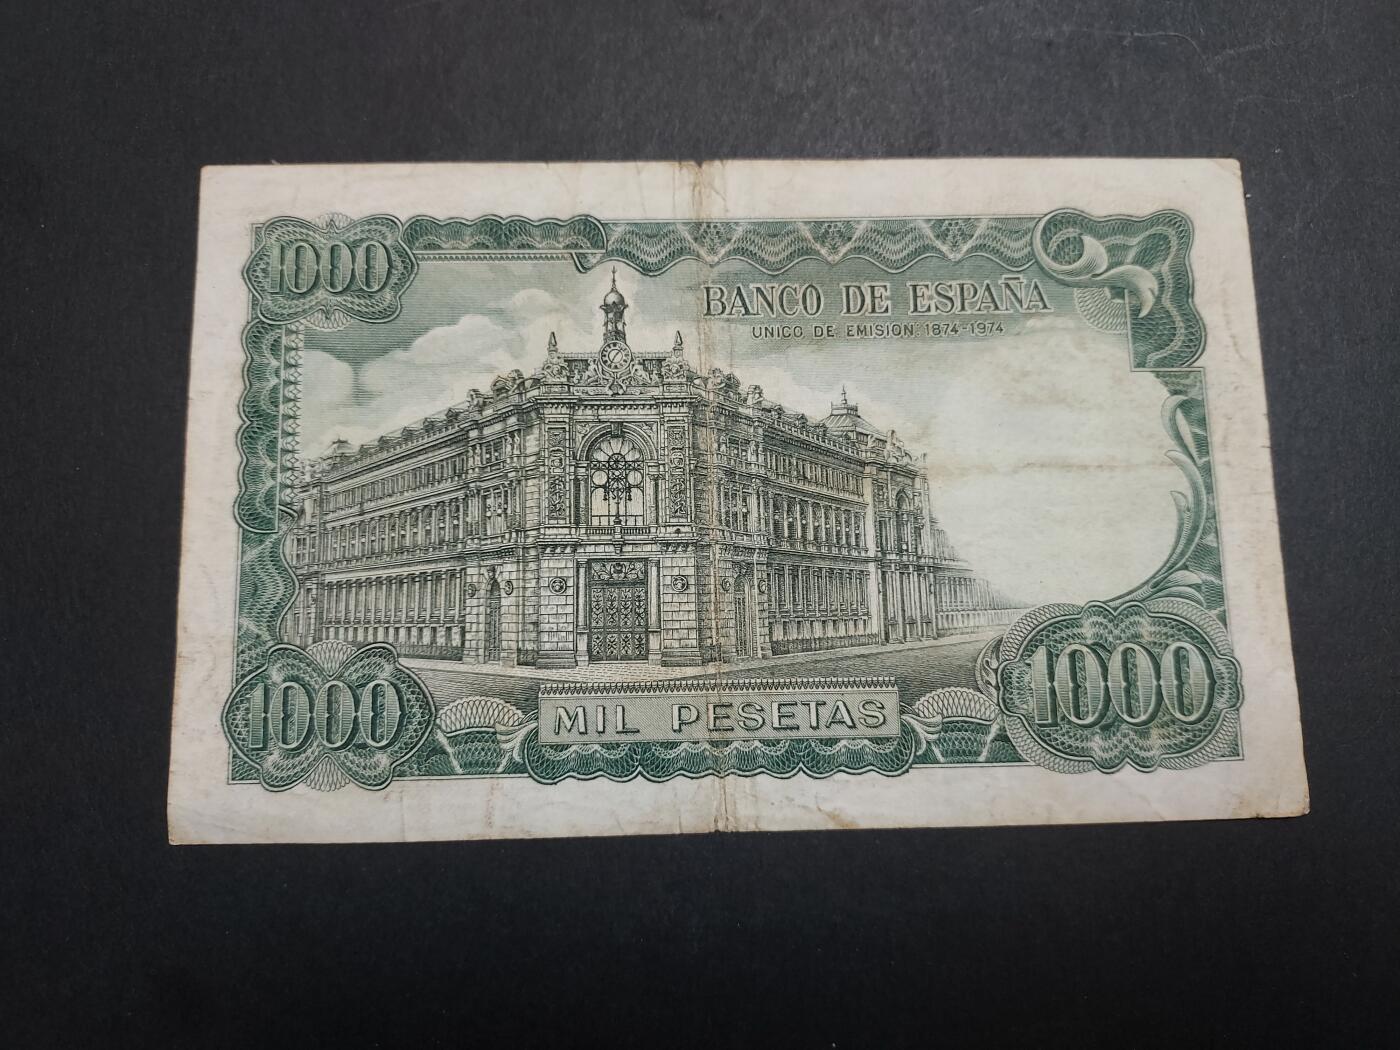 1000
BANCO DE ESPAÑA
UNICO DE EMISION: 1874-1974
1000
MIL PESETAS
1000